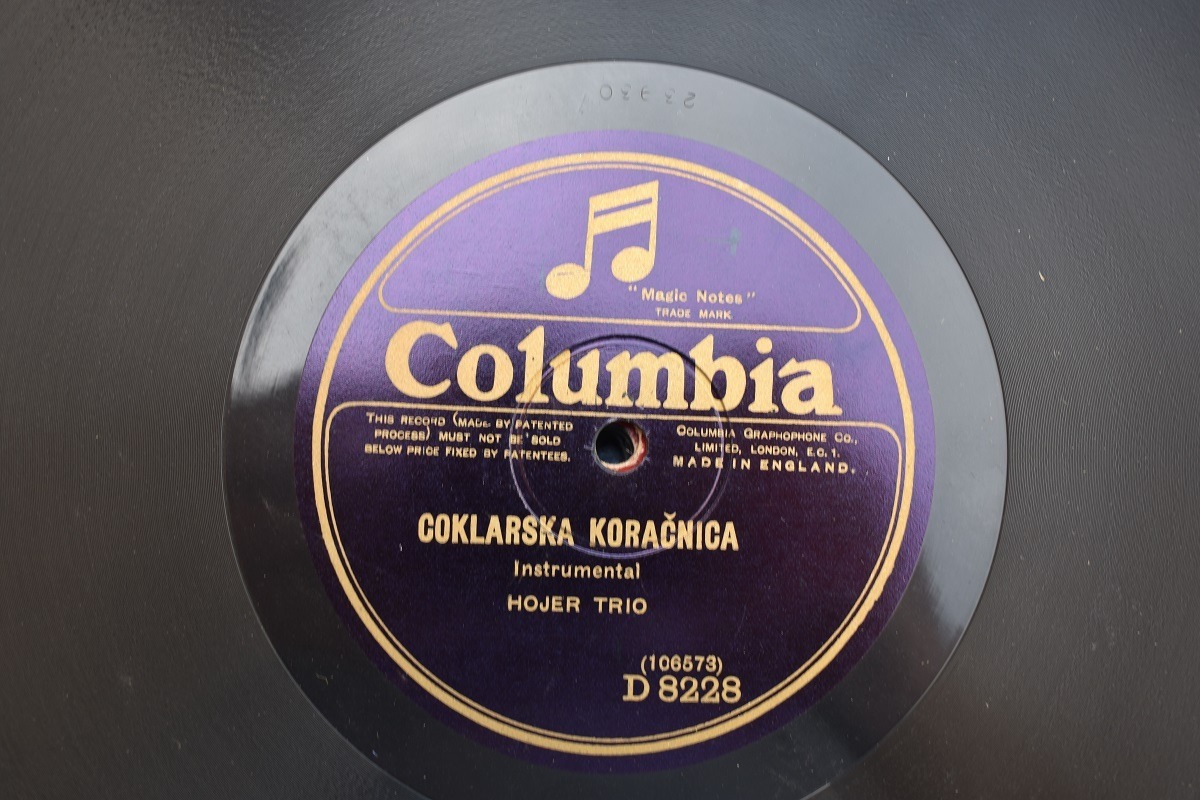 23930
"Magic Notes"
TRADE MARK
Columbia
THIS RECORD (MADE BY PATENTED
PROCESS) MUST NOT BE SOLD
BELOW PRICE FIXED BY PATENTEES.
COLUMBIA GRAPHOPHONE CO.,
LIMITED, LONDON, E.C.1.
MADE IN ENGLAND.
COKLARSKA KORAČNICA
Instrumental
HOJER TRIO
(106573)
D 8228